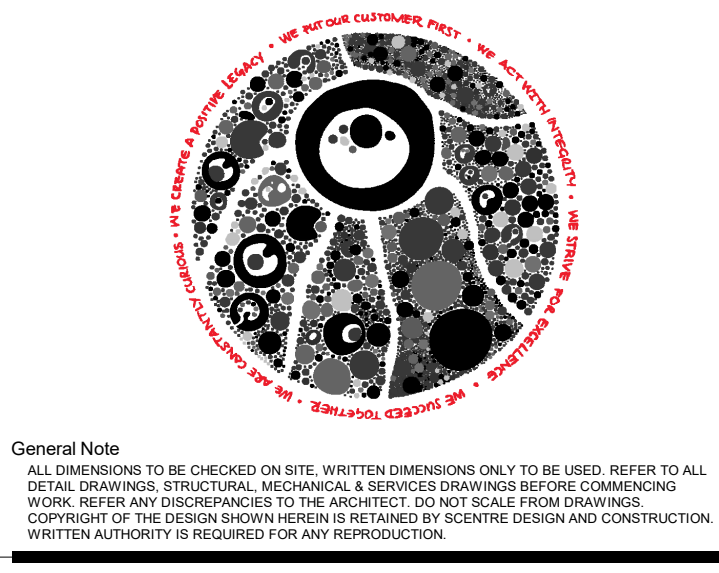 WE PUT OUR CUSTOMER FIRST • WE ACT WITH INTEGRITY • WE STRIVE FOR EXCELLENCE • WE SUCCEED TOGETHER • WE ARE CONSTANTLY CURIOUS • WE CREATE A POSITIVE LEGACY •
General Note
ALL DIMENSIONS TO BE CHECKED ON SITE, WRITTEN DIMENSIONS ONLY TO BE USED. REFER TO ALL
DETAIL DRAWINGS, STRUCTURAL, MECHANICAL & SERVICES DRAWINGS BEFORE COMMENCING
WORK. REFER ANY DISCREPANCIES TO THE ARCHITECT. DO NOT SCALE FROM DRAWINGS.
COPYRIGHT OF THE DESIGN SHOWN HEREIN IS RETAINED BY SCENTRE DESIGN AND CONSTRUCTION.
WRITTEN AUTHORITY IS REQUIRED FOR ANY REPRODUCTION.